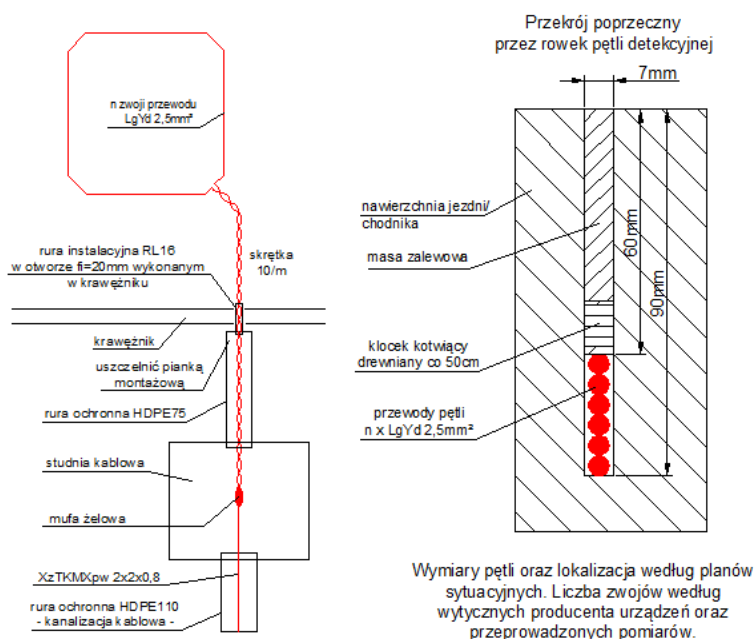 n zwoji przewodu
LgYd 2,5mm²
rura instalacyjna RL16
w otworze fi=20mm wykonanym
w krawężniku
skrętka
10/m
krawężnik
uszczelnić pianką
montażową
rura ochronna HDPE75
studnia kablowa
mufa żelowa
XzTKMXpw 2x2x0,8
rura ochronna HDPE110
- kanalizacja kablowa -
Przekrój poprzeczny
przez rowek pętli detekcyjnej
7mm
nawierzchnia jezdni/
chodnika
masa zalewowa
60mm
90mm
klocek kotwiący
drewniany co 50cm
przewody pętli
n x LgYd 2,5mm²
Wymiary pętli oraz lokalizacja według planów
sytuacyjnych. Liczba zwojów według
wytycznych producenta urządzeń oraz
przeprowadzonych pomiarów.